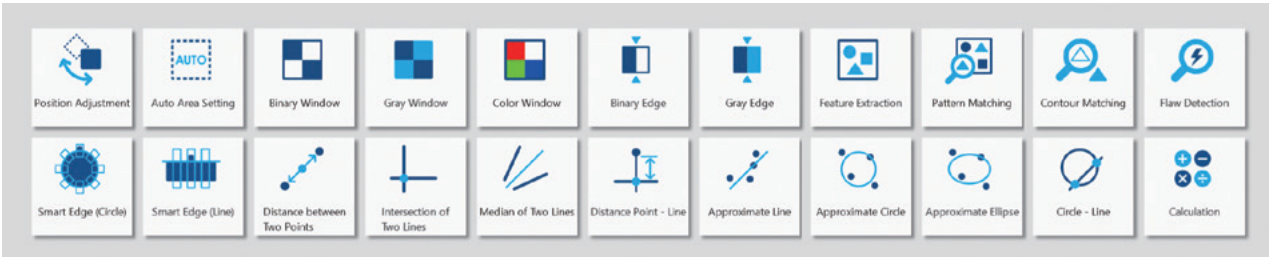 AUTO
Position Adjustment
Auto Area Setting
Binary Window
Gray Window
Color Window
Binary Edge
Gray Edge
Feature Extraction
Pattern Matching
Contour Matching
Flaw Detection
Smart Edge (Circle)
Smart Edge (Line)
Distance between
Two Points
Intersection of
Two Lines
Median of Two Lines
Distance Point - Line
Approximate Line
Approximate Circle
Approximate Ellipse
Circle - Line
Calculation